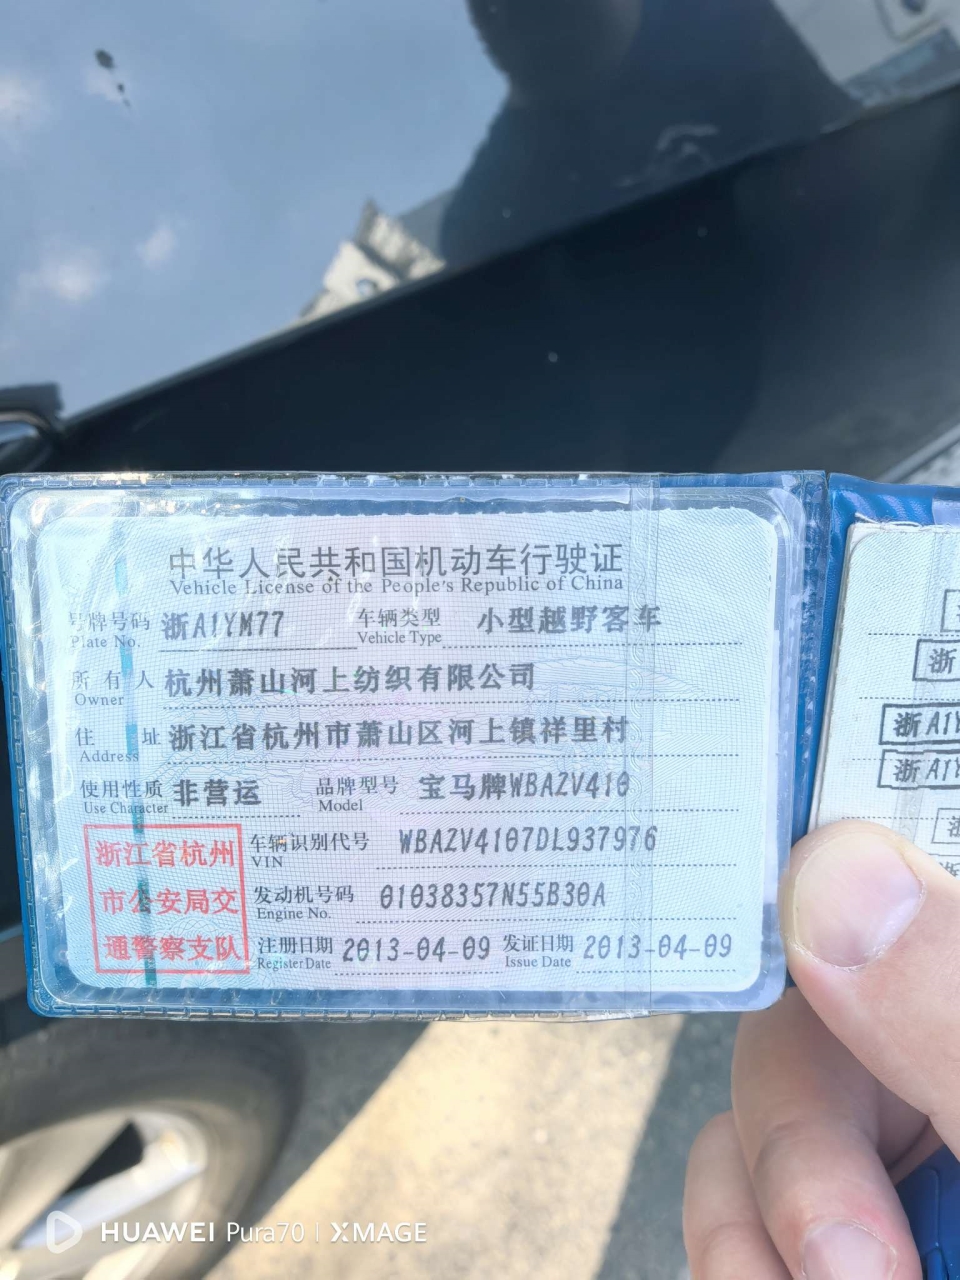 中华人民共和国机动车行驶证
Vehicle License of the People's Republic of China
号牌号码 浙A1YM77 车辆类型 小型越野客车
Plate No. Vehicle Type
所有人 杭州萧山河上纺织有限公司
Owner
住址 浙江省杭州市萧山区河上镇祥里村
Address
使用性质 非营运 品牌型号 宝马牌WBAZV410
Use Character Model
浙江省杭州
市公安局交
通警察支队
车辆识别代号 WBAZV4107DL937976
VIN
发动机号码 01038357N55B30A
Engine No.
注册日期 2013-04-09 发证日期 2013-04-09
Register Date Issue Date
浙
浙A1Y
浙A1Y
HUAWEI Pura70 | XMAGE